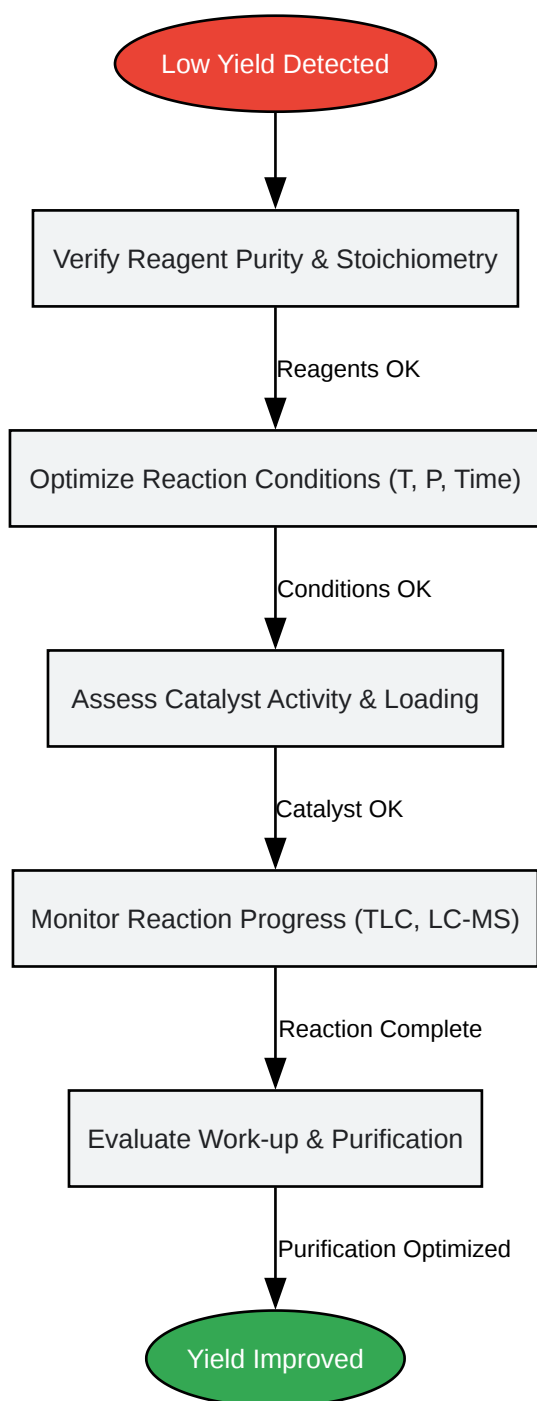 Low Yield Detected
Verify Reagent Purity & Stoichiometry
Reagents OK
Optimize Reaction Conditions (T, P, Time)
Conditions OK
Assess Catalyst Activity & Loading
Catalyst OK
Monitor Reaction Progress (TLC, LC-MS)
Reaction Complete
Evaluate Work-up & Purification
Purification Optimized
Yield Improved